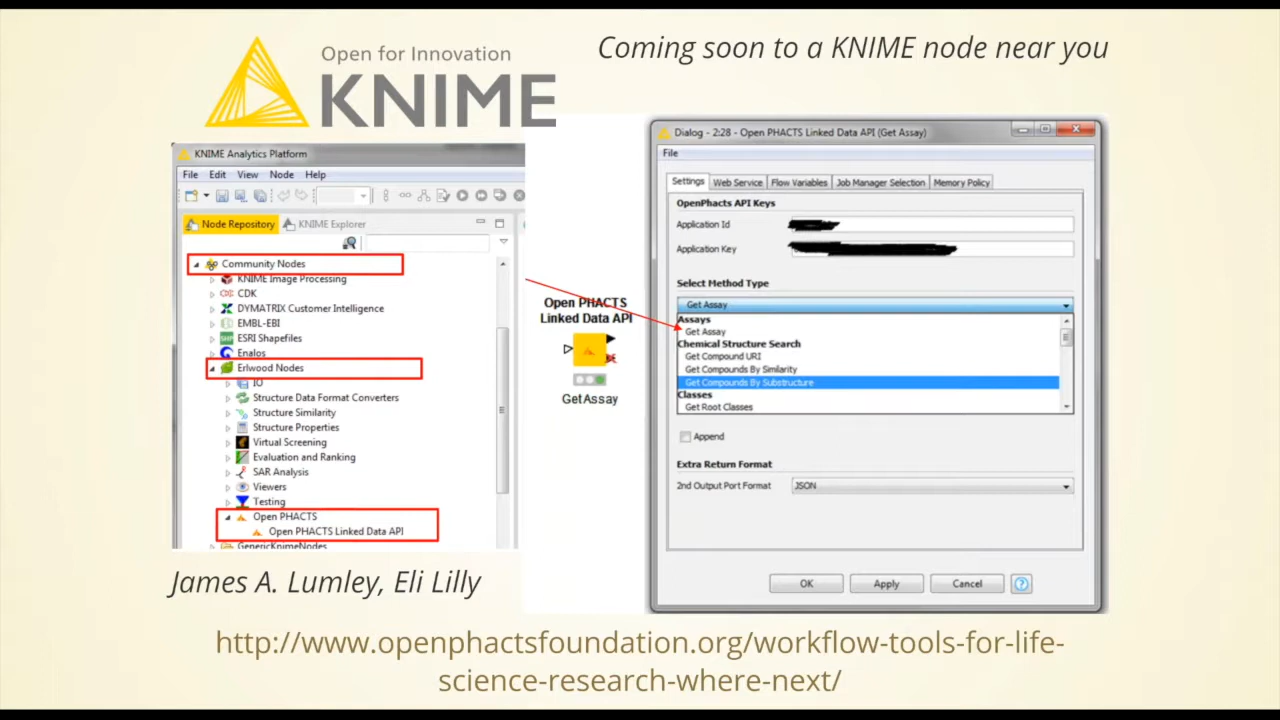 Open for Innovation
KNIME
Coming soon to a KNIME node near you
KNIME Analytics Platform
File Edit View Node Help
Node Repository KNIME Explorer
Community Nodes
KNIME Image Processing
CDK
DYMATRIX Customer Intelligence
EMBL-EBI
ESRI Shapefiles
Enalos
Erlwood Nodes
IO
Structure Data Format Converters
Structure Similarity
Structure Properties
Virtual Screening
Evaluation and Ranking
SAR Analysis
Viewers
Testing
Open PHACTS
Open PHACTS Linked Data API
GenericKnimeNodes
Open PHACTS
Linked Data API
GetAssay
Dialog - 2:28 - Open PHACTS Linked Data API (Get Assay)
File
Settings Web Service Flow Variables Job Manager Selection Memory Policy
OpenPhacts API Keys
Application Id
Application Key
Select Method Type
Get Assay
Assays
Get Assay
Chemical Structure Search
Get Compound URI
Get Compounds By Similarity
Get Compounds By Substructure
Classes
Get Root Classes
Append
Extra Return Format
2nd Output Port Format JSON
OK Apply Cancel ?
James A. Lumley, Eli Lilly
http://www.openphactsfoundation.org/workflow-tools-for-life-
science-research-where-next/